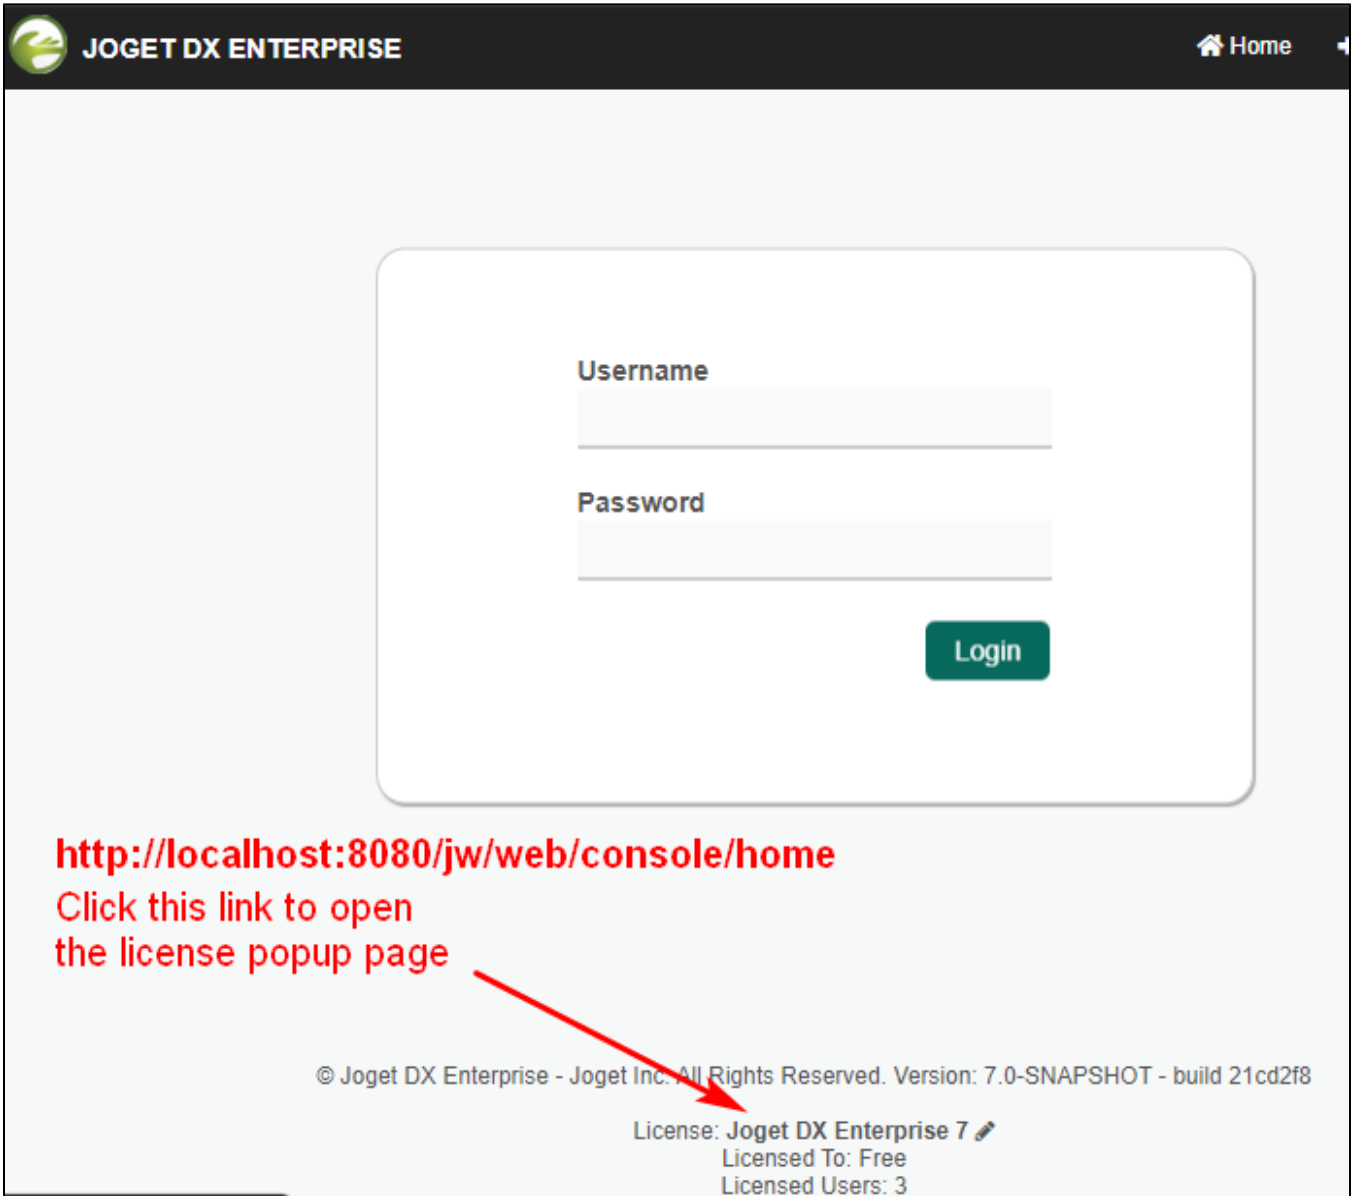 JOGET DX ENTERPRISE
Home
Username
Password
Login
http://localhost:8080/jw/web/console/home
Click this link to open
the license popup page
© Joget DX Enterprise - Joget Inc. All Rights Reserved. Version: 7.0-SNAPSHOT - build 21cd2f8
License: Joget DX Enterprise 7
Licensed To: Free
Licensed Users: 3